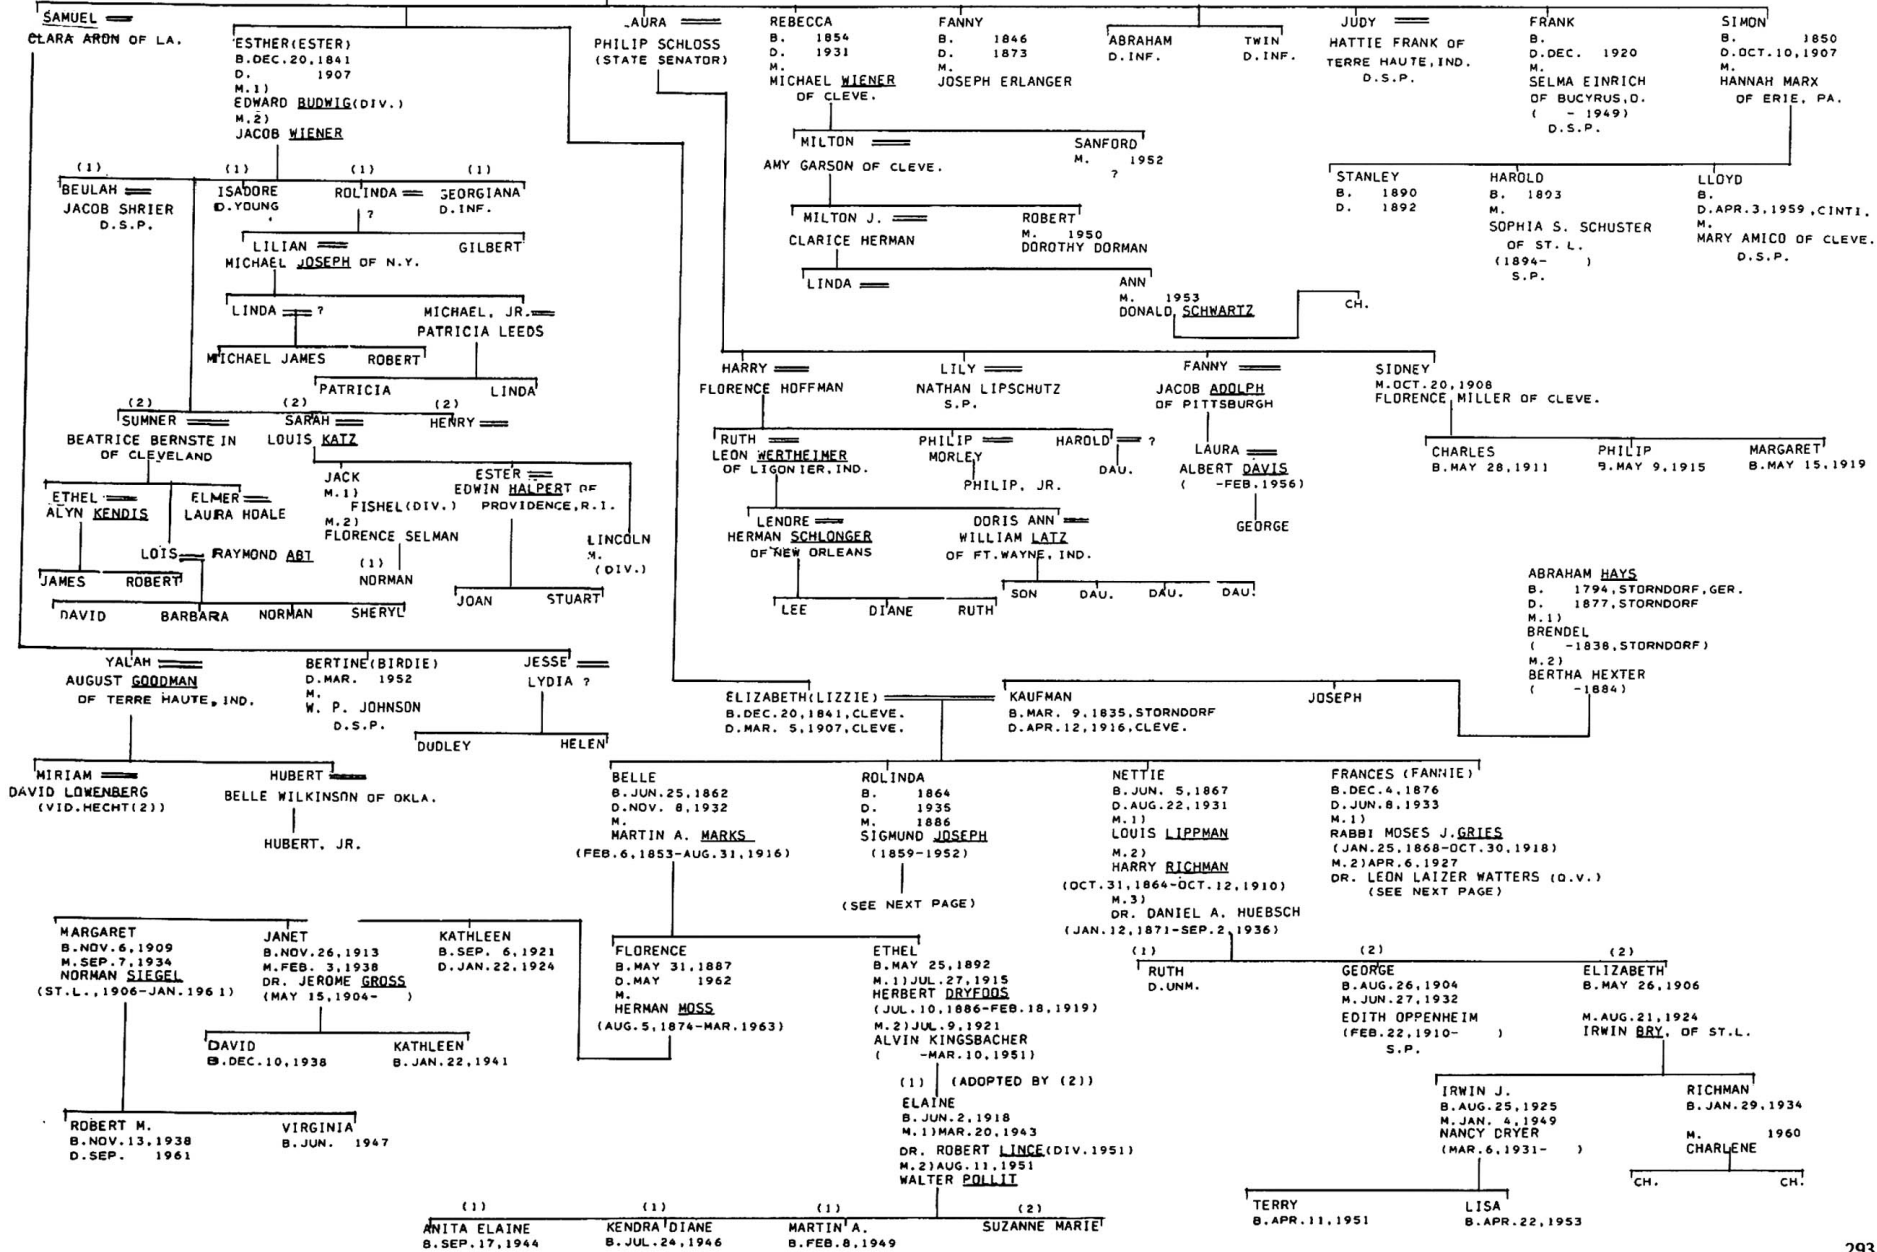 SAMUEL
CLARA ARON OF LA.
ESTHER(ESTER)
B.DEC.20,1841
D. 1907
M.1)
EDWARD BUDWIG(DIV.)
M.2)
JACOB WIENER
LAURA
PHILIP SCHLOSS
(STATE SENATOR)
REBECCA
B. 1854
D. 1931
M.
MICHAEL WIENER
OF CLEVE.
FANNY
B. 1846
D. 1873
M.
JOSEPH ERLANGER
ABRAHAM
D.INF.
TWIN
D.INF.
JUDY
HATTIE FRANK OF
TERRE HAUTE,IND.
D.S.P.
FRANK
B.
D.DEC. 1920
M.
SELMA EINRICH
OF BUCYRUS,O.
( - 1949)
D.S.P.
SIMON
B. 1850
D.OCT.10,1907
M.
HANNAH MARX
OF ERIE, PA.
(1)
BEULAH
JACOB SHRIER
D.S.P.
(1)
ISADORE
D.YOUNG
(1)
ROLINDA
?
(1)
GEORGIANA
D.INF.
LILIAN
MICHAEL JOSEPH OF N.Y.
GILBERT
LINDA ?
MICHAEL, JR.
PATRICIA LEEDS
MICHAEL JAMES
ROBERT
PATRICIA
LINDA
MILTON
AMY GARSON OF CLEVE.
SANFORD
M. 1952
?
MILTON J.
CLARICE HERMAN
ROBERT
M. 1950
DOROTHY DORMAN
LINDA
ANN
M. 1953
DONALD SCHWARTZ
CH.
STANLEY
B. 1890
D. 1892
HAROLD
B. 1893
M.
SOPHIA S. SCHUSTER
OF ST. L.
(1894- )
S.P.
LLOYD
B.
D.APR.3,1959,CINTI.
M.
MARY AMICO OF CLEVE.
D.S.P.
(2)
SUMNER
BEATRICE BERNSTEIN
OF CLEVELAND
(2)
SARAH
LOUIS KATZ
(2)
HENRY
ETHEL
ALYN KENDIS
ELMER
LAURA HOALE
LOIS RAYMOND ABT
JAMES
ROBERT
DAVID
BARBARA
NORMAN
SHERYL
JACK
M.1)
FISHEL(DIV.)
M.2)
FLORENCE SELMAN
(1)
NORMAN
ESTER
EDWIN HALPERT OF
PROVIDENCE,R.I.
LINCOLN
M.
(DIV.)
JOAN
STUART
HARRY
FLORENCE HOFFMAN
LILY
NATHAN LIPSCHUTZ
S.P.
FANNY
JACOB ADOLPH
OF PITTSBURGH
SIDNEY
M.OCT.20,1908
FLORENCE MILLER OF CLEVE.
RUTH
LEON WERTHEIMER
OF LIGONIER,IND.
PHILIP
MORLEY
PHILIP, JR.
HAROLD ?
DAU.
LAURA
ALBERT DAVIS
( -FEB,1956)
GEORGE
CHARLES
B.MAY 28,1911
PHILIP
B.MAY 9,1915
MARGARET
B.MAY 15,1919
LENORE
HERMAN SCHLONGER
OF NEW ORLEANS
DORIS ANN
WILLIAM LATZ
OF FT.WAYNE, IND.
LEE
DIANE
RUTH
SON
DAU.
DAU.
DAU.
ABRAHAM HAYS
B. 1794,STORNDORF,GER.
D. 1877,STORNDORF
M.1)
BRENDEL
( -1838,STORNDORF)
M.2)
BERTHA HEXTER
( -1884)
YALAH
AUGUST GOODMAN
OF TERRE HAUTE, IND.
BERTINE(BIRDIE)
D.MAR. 1952
M.
W. P. JOHNSON
D.S.P.
JESSE
LYDIA ?
DUDLEY
HELEN
ELIZABETH(LIZZIE)
B.DEC.20,1841,CLEVE.
D.MAR. 5,1907,CLEVE.
KAUFMAN
B.MAR. 9,1835,STORNDORF
D.APR.12,1916,CLEVE.
JOSEPH
MIRIAM
DAVID LOWENBERG
(VID.HECHT(2))
HUBERT
BELLE WILKINSON OF OKLA.
HUBERT, JR.
BELLE
B.JUN.25,1862
D.NOV. 8,1932
M.
MARTIN A. MARKS
(FEB.6,1853-AUG.31,1916)
ROLINDA
B. 1864
D. 1935
M. 1886
SIGMUND JOSEPH
(1859-1952)
(SEE NEXT PAGE)
NETTIE
B.JUN. 5,1867
D.AUG.22,1931
M.1)
LOUIS LIPPMAN
M.2)
HARRY RICHMAN
(OCT.31,1864-OCT.12,1910)
M.3)
DR. DANIEL A. HUEBSCH
(JAN.12,1871-SEP.2,1936)
FRANCES (FANNIE)
B.DEC.4,1876
D.JUN.8,1933
M.1)
RABBI MOSES J.GRIES
(JAN.25,1868-OCT.30,1918)
M.2)APR.6,1927
DR. LEON LAIZER WATTERS (Q.V.)
(SEE NEXT PAGE)
MARGARET
B.NOV.6,1909
M.SEP.7,1934
NORMAN SIEGEL
(ST.L.,1906-JAN.1961)
JANET
B.NOV.26,1913
M.FEB. 3,1938
DR. JEROME GROSS
(MAY 15,1904- )
KATHLEEN
B.SEP. 6,1921
D.JAN.22,1924
DAVID
B.DEC.10,1938
KATHLEEN
B.JAN.22,1941
ROBERT M.
B.NOV.13,1938
D.SEP. 1961
VIRGINIA
B.JUN. 1947
FLORENCE
B.MAY 31,1887
D.MAY 1962
M.
HERMAN MOSS
(AUG.5,1874-MAR.1963)
ETHEL
B.MAY 25,1892
M.1)JUL.27,1915
HERBERT DRYFOOS
(JUL.10,1886-FEB.18,1919)
M.2)JUL.9,1921
ALVIN KINGSBACHER
( -MAR.10,1951)
(1) (ADOPTED BY (2))
ELAINE
B.JUN.2,1918
M.1)MAR.20,1943
DR. ROBERT LINCE(DIV.1951)
M.2)AUG.11,1951
WALTER POLLIT
(1)
RUTH
D.UNM.
(2)
GEORGE
B.AUG.26,1904
M.JUN.27,1932
EDITH OPPENHEIM
(FEB.22,1910- )
S.P.
(2)
ELIZABETH
B.MAY 26,1906
M.AUG.21,1924
IRWIN BRY, OF ST.L.
IRWIN J.
B.AUG.25,1925
M.JAN. 4,1949
NANCY DRYER
(MAR.6,1931- )
RICHMAN
B.JAN.29,1934
M. 1960
CHARLENE
CH.
CH.
TERRY
B.APR.11,1951
LISA
B.APR.22,1953
(1)
ANITA ELAINE
B.SEP.17,1944
(1)
KENDRA DIANE
B.JUL.24,1946
(1)
MARTIN A.
B.FEB.8,1949
(2)
SUZANNE MARIE
293